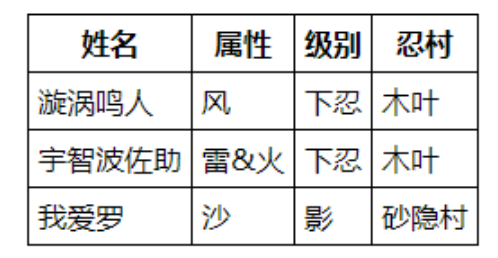 姓名 属性 级别 忍村
漩涡鸣人 风 下忍 木叶
宇智波佐助 雷&火 下忍 木叶
我爱罗 沙 影 砂隐村